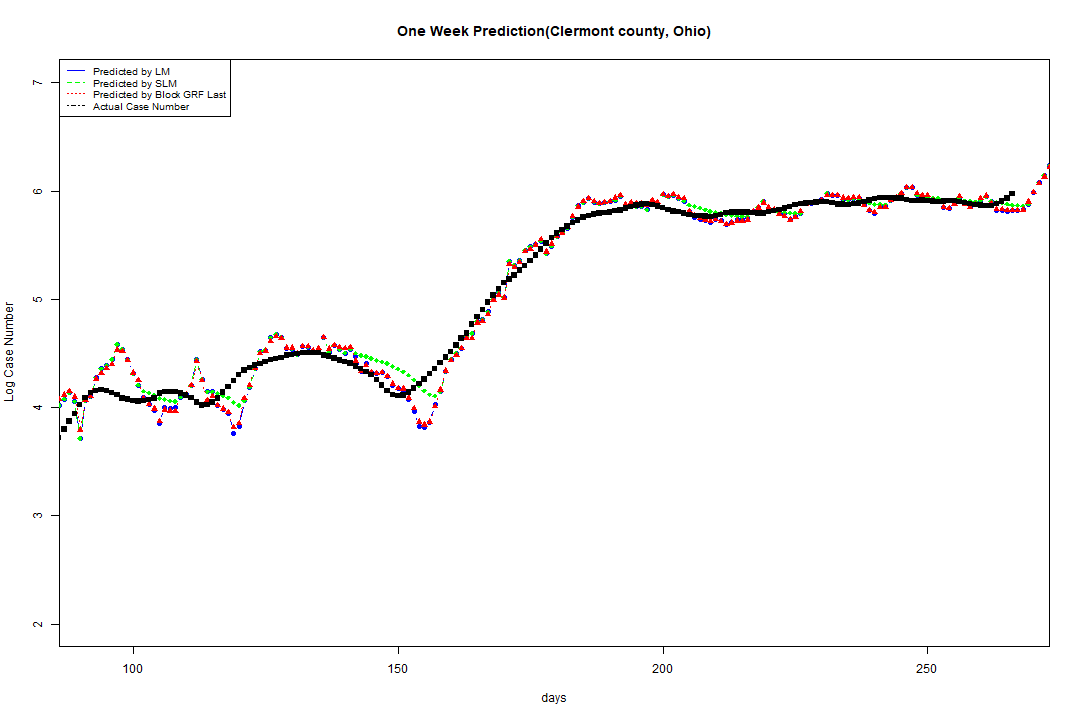 One Week Prediction(Clermont county, Ohio)
Predicted by LM
Predicted by SLM
Predicted by Block GRF Last
Actual Case Number
7
6
5
4
3
2
Log Case Number
100 150 200 250
days